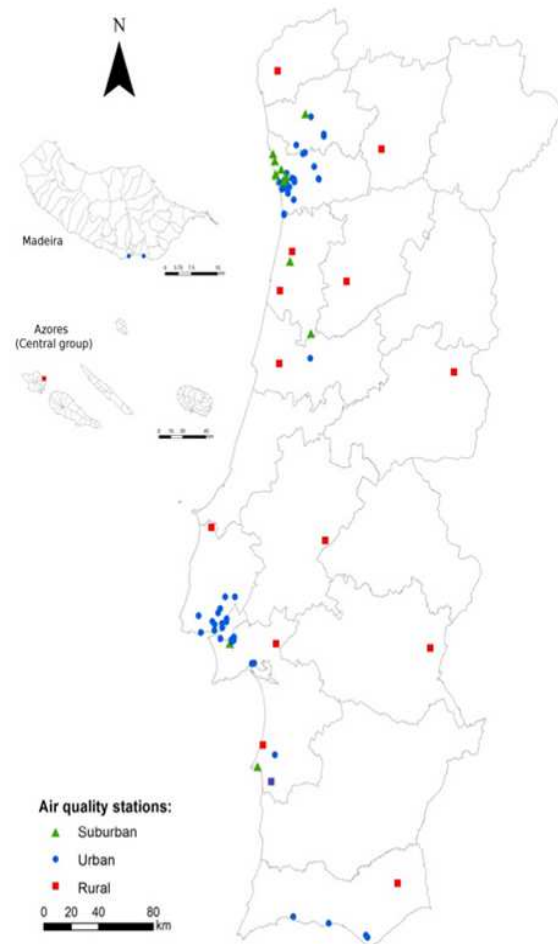 N
Madeira
Azores
(Central group)
Air quality stations:
Suburban
Urban
Rural
0 20 40 80
km